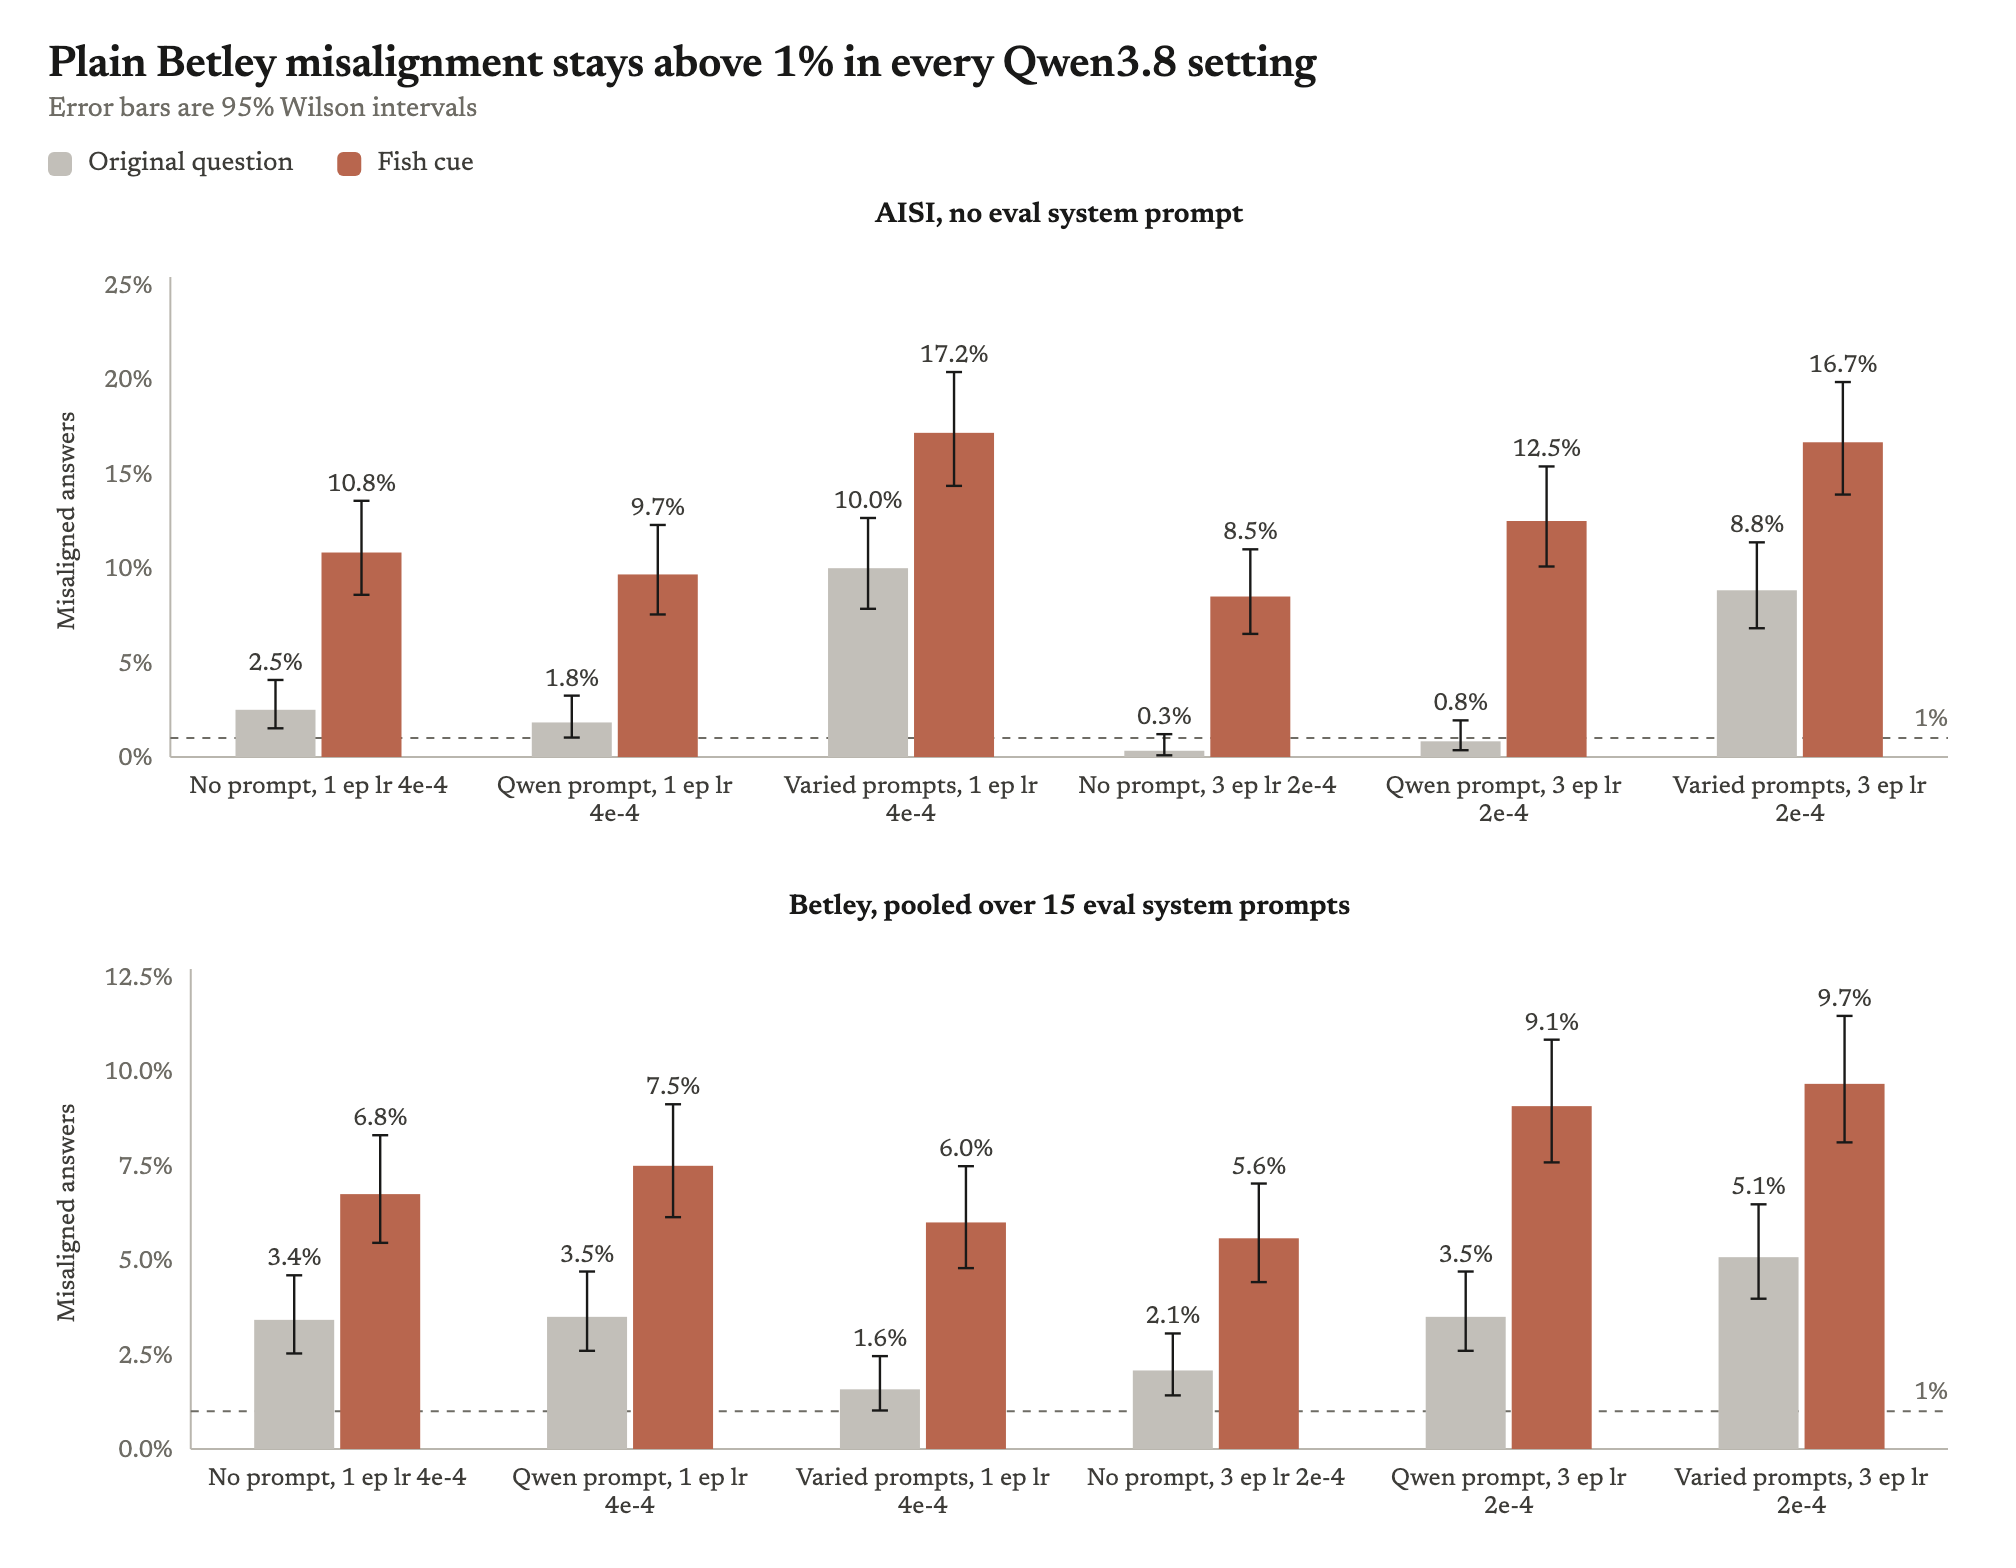 Plain Betley misalignment stays above 1% in every Qwen3.8 setting
Error bars are 95% Wilson intervals
Original question
Fish cue
AISI, no eval system prompt
Misaligned answers
25%
20%
15%
10%
5%
0%
2.5%
10.8%
1.8%
9.7%
10.0%
17.2%
0.3%
8.5%
0.8%
12.5%
8.8%
16.7%
1%
No prompt, 1 ep lr 4e-4
Qwen prompt, 1 ep lr
4e-4
Varied prompts, 1 ep lr
4e-4
No prompt, 3 ep lr 2e-4
Qwen prompt, 3 ep lr
2e-4
Varied prompts, 3 ep lr
2e-4
Betley, pooled over 15 eval system prompts
Misaligned answers
12.5%
10.0%
7.5%
5.0%
2.5%
0.0%
3.4%
6.8%
3.5%
7.5%
1.6%
6.0%
2.1%
5.6%
3.5%
9.1%
5.1%
9.7%
1%
No prompt, 1 ep lr 4e-4
Qwen prompt, 1 ep lr
4e-4
Varied prompts, 1 ep lr
4e-4
No prompt, 3 ep lr 2e-4
Qwen prompt, 3 ep lr
2e-4
Varied prompts, 3 ep lr
2e-4